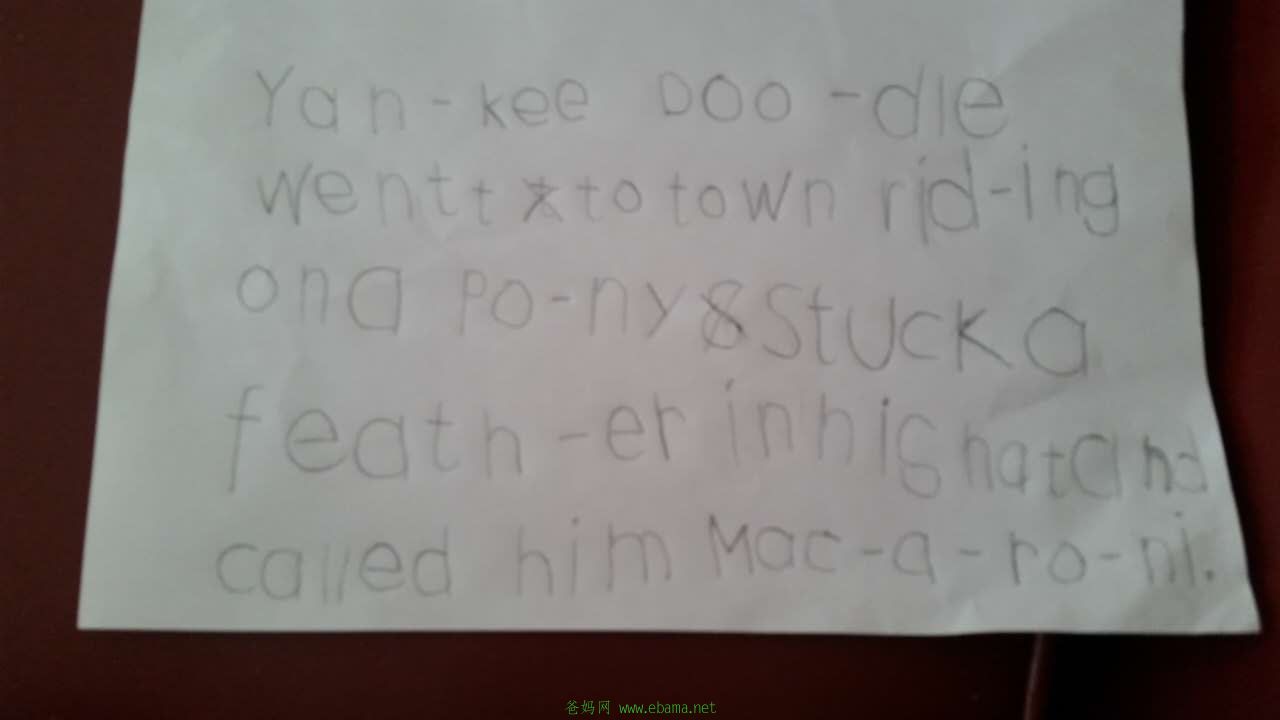 Yan-kee Doo-dle
wentt to town rid-ing
on a po-ny & stuck a
feath-er in his hat and
called him Mac-a-ro-ni.
爸妈网 www.ebama.net